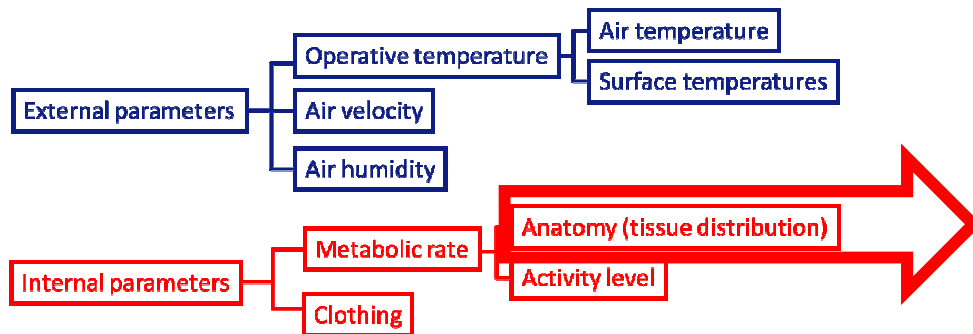 Air temperature
Operative temperature
Surface temperatures
External parameters
Air velocity
Air humidity
Anatomy (tissue distribution)
Metabolic rate
Internal parameters
Activity level
Clothing